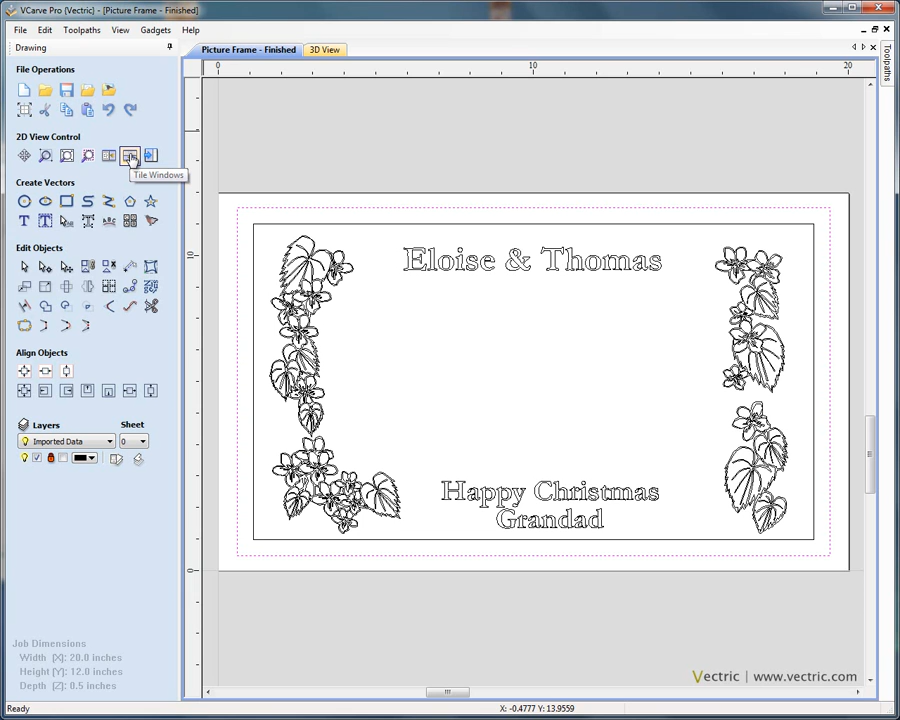 VCarve Pro {Vectric} - [Picture Frame - Finished]
File Edit Toolpaths View Gadgets Help
Drawing
Picture Frame - Finished
3D View
Toolpaths
File Operations
2D View Control
Tile Windows
Create Vectors
Edit Objects
Align Objects
Layers
Sheet
Imported Data
0
0 10 20
10
0
Eloise & Thomas
Happy Christmas
Grandad
Job Dimensions
Width [X]: 20.0 inches
Height [Y]: 12.0 inches
Depth [Z]: 0.5 inches
Vectric | www.vectric.com
Ready
X: -0.4777 Y: 13.9559